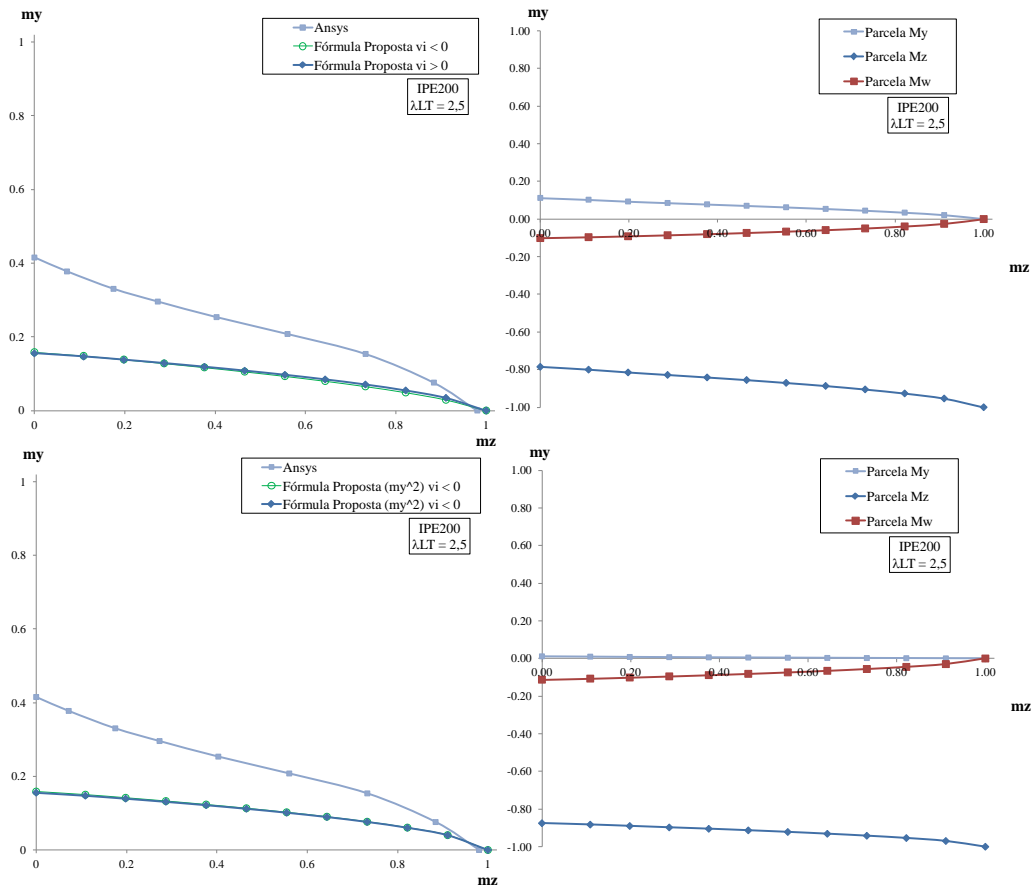 my
Ansys
Fórmula Proposta vi < 0
Fórmula Proposta vi > 0
IPE200
λLT = 2,5
1
0.8
0.6
0.4
0.2
0
0
0.2
0.4
0.6
0.8
1
mz
my
Parcela My
Parcela Mz
Parcela Mw
IPE200
λLT = 2,5
1.00
0.80
0.60
0.40
0.20
0.00
-0.20
-0.40
-0.60
-0.80
-1.00
0.00
0.20
0.40
0.60
0.80
1.00
mz
my
Ansys
Fórmula Proposta (my^2) vi < 0
Fórmula Proposta (my^2) vi < 0
IPE200
λLT = 2,5
1
0.8
0.6
0.4
0.2
0
0
0.2
0.4
0.6
0.8
1
mz
my
Parcela My
Parcela Mz
Parcela Mw
IPE200
λLT = 2,5
1.00
0.80
0.60
0.40
0.20
0.00
-0.20
-0.40
-0.60
-0.80
-1.00
0.00
0.20
0.40
0.60
0.80
1.00
mz